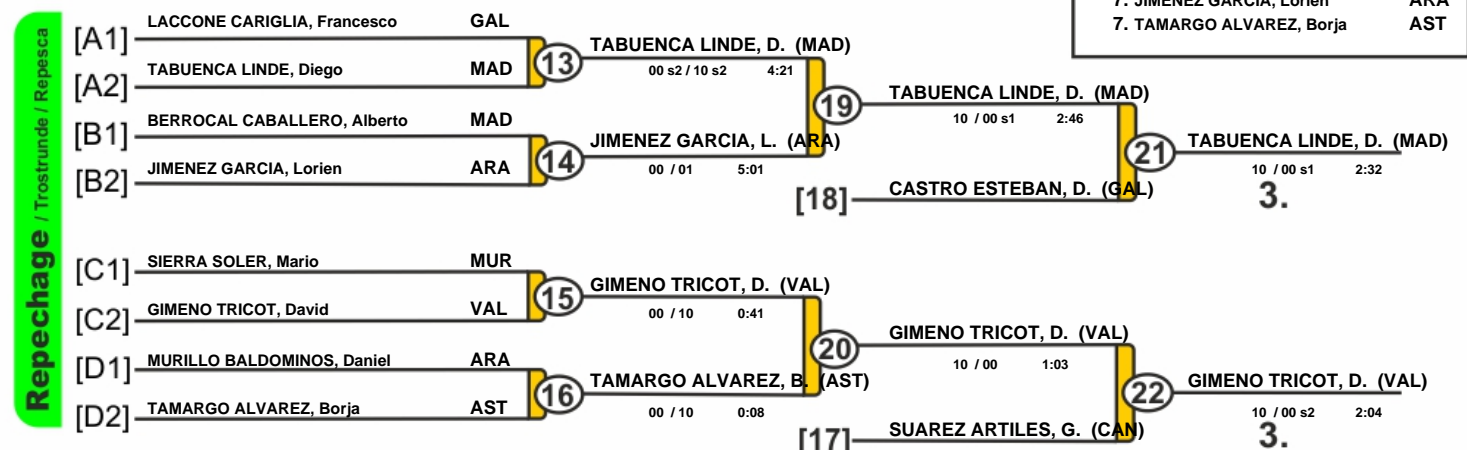 7. JIMENEZ GARCIA, Lorien ARA
7. TAMARGO ALVAREZ, Borja AST
Repechage / Trostrunde / Repesca
[A1] LACCONE CARIGLIA, Francesco GAL
[A2] TABUENCA LINDE, Diego MAD
13 TABUENCA LINDE, D. (MAD)
00 s2 / 10 s2 4:21
[B1] BERROCAL CABALLERO, Alberto MAD
[B2] JIMENEZ GARCIA, Lorien ARA
14 JIMENEZ GARCIA, L. (ARA)
00 / 01 5:01
19 TABUENCA LINDE, D. (MAD)
10 / 00 s1 2:46
[18] CASTRO ESTEBAN, D. (GAL)
21 TABUENCA LINDE, D. (MAD)
10 / 00 s1 2:32
3.
[C1] SIERRA SOLER, Mario MUR
[C2] GIMENO TRICOT, David VAL
15 GIMENO TRICOT, D. (VAL)
00 / 10 0:41
[D1] MURILLO BALDOMINOS, Daniel ARA
[D2] TAMARGO ALVAREZ, Borja AST
16 TAMARGO ALVAREZ, B. (AST)
00 / 10 0:08
20 GIMENO TRICOT, D. (VAL)
10 / 00 1:03
[17] SUAREZ ARTILES, G. (CAN)
22 GIMENO TRICOT, D. (VAL)
10 / 00 s2 2:04
3.